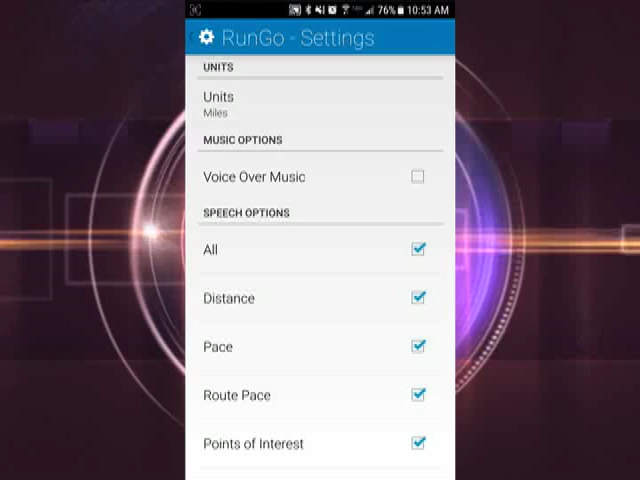 76% 10:53 AM
RunGo - Settings
UNITS
Units
Miles
MUSIC OPTIONS
Voice Over Music
SPEECH OPTIONS
All
Distance
Pace
Route Pace
Points of Interest